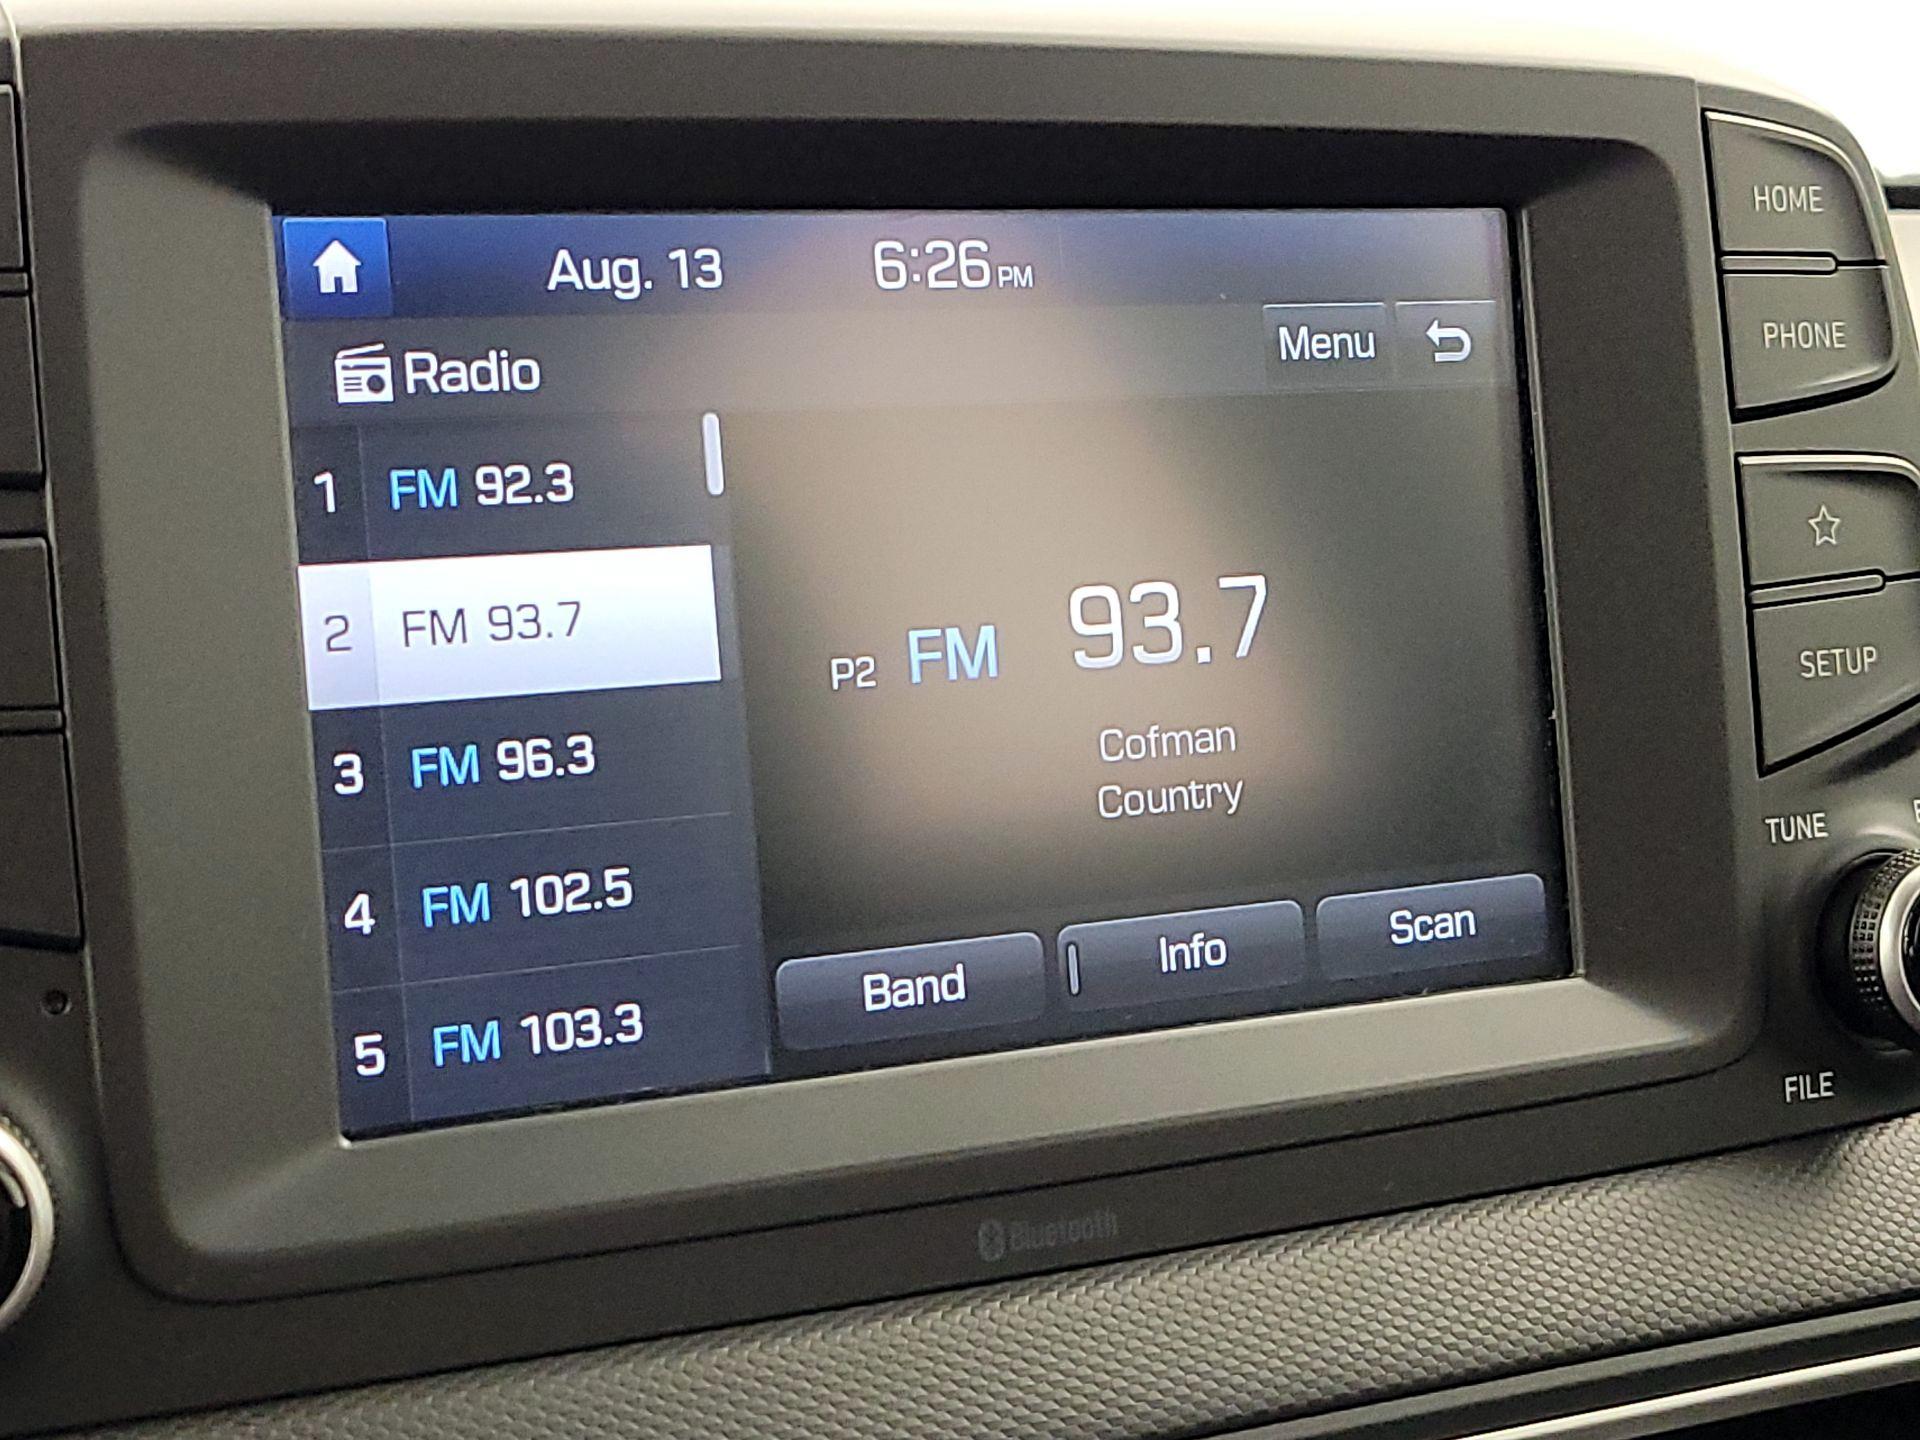 Aug. 13 6:26 PM
Radio
Menu
1 FM 92.3
2 FM 93.7
3 FM 96.3
4 FM 102.5
5 FM 103.3
P2 FM 93.7
Cofman
Country
Band
Info
Scan
HOME
PHONE
SETUP
TUNE
FILE
Bluetooth